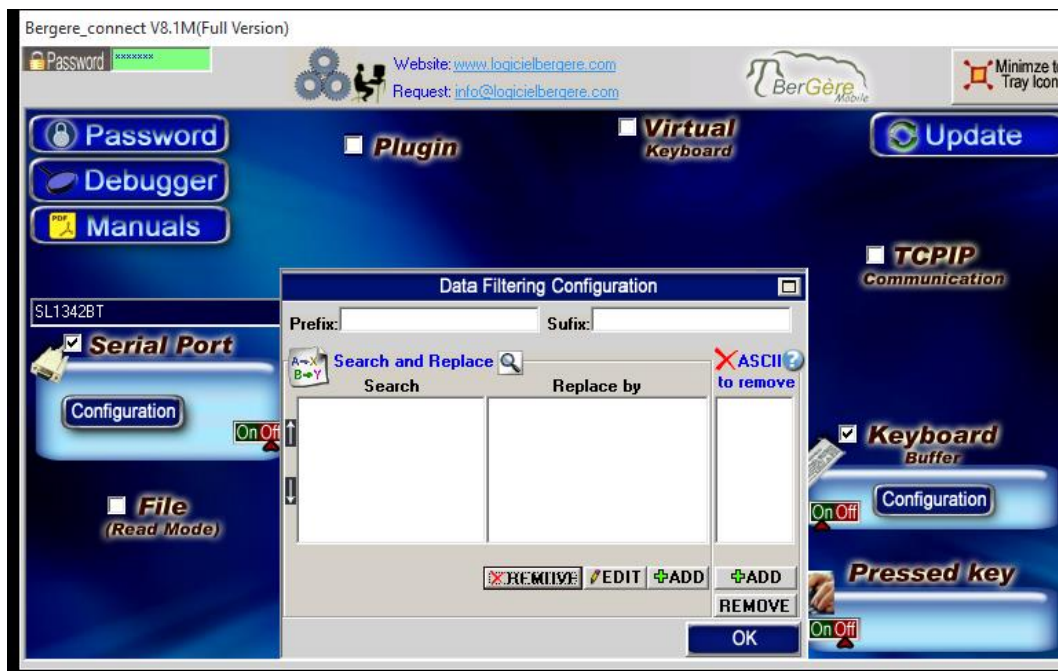 Bergere_connect V8.1M(Full Version)
Password ×××××××
Website: www.logicielbergere.com
Request: info@logicielbergere.com
BerGère
Mobile
Minimze to
Tray Icon
Password
Debugger
Manuals
Plugin
Virtual
Keyboard
Update
TCPIP
Communication
SL1342BT
Serial Port
Configuration
On Off
File
(Read Mode)
Data Filtering Configuration
Prefix:
Sufix:
A⇒X
B⇒Y
Search and Replace
Search
Replace by
ASCII
to remove
REMOVE
EDIT
ADD
ADD
REMOVE
OK
Keyboard
Buffer
Configuration
On Off
Pressed key
On Off